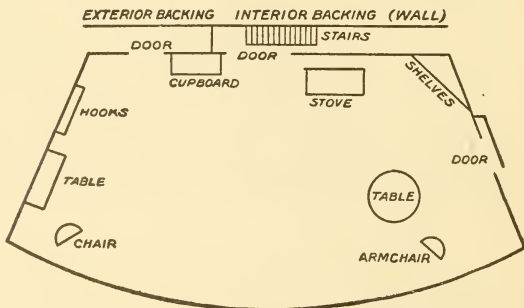 EXTERIOR BACKING INTERIOR BACKING (WALL)
STAIRS
DOOR
DOOR
CUPBOARD
SHELVES
STOVE
HOOKS
DOOR
TABLE
TABLE
CHAIR
ARMCHAIR